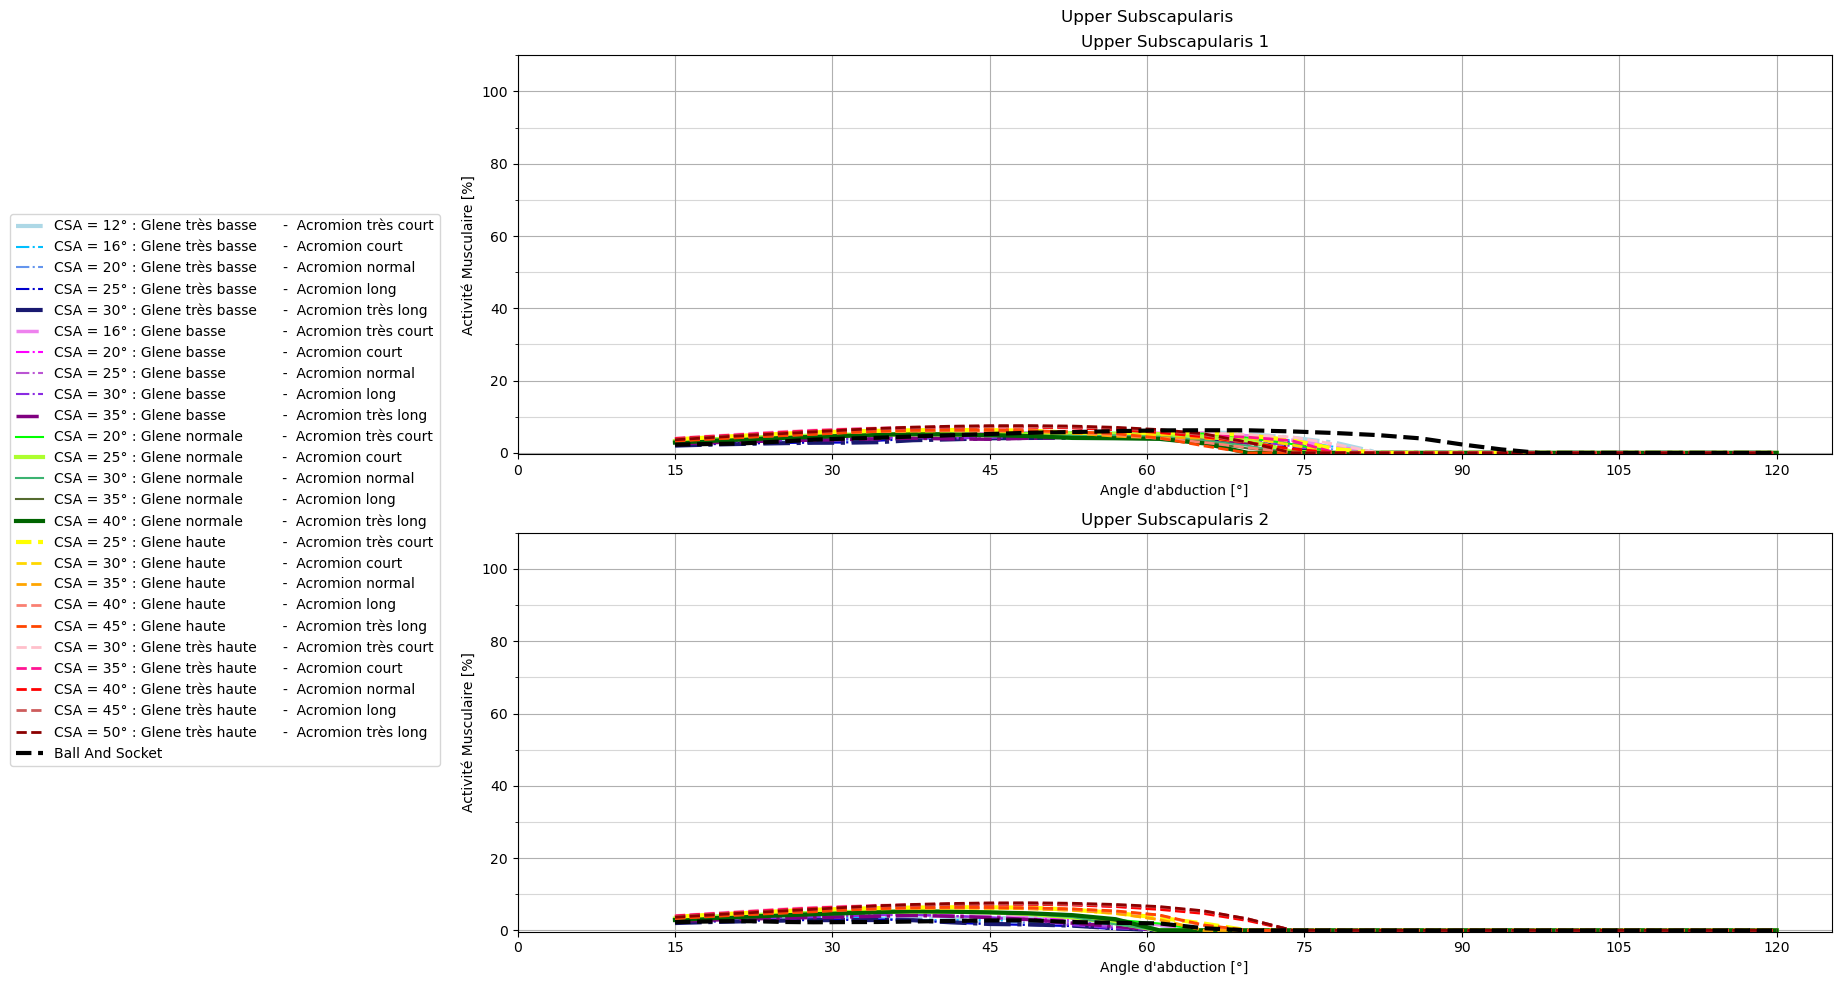 Upper Subscapularis
Upper Subscapularis 1
100
80
60
40
20
0
0 15 30 45 60 75 90 105 120
Activité Musculaire [%]
Angle d'abduction [°]
CSA = 12° : Glene très basse - Acromion très court
CSA = 16° : Glene très basse - Acromion court
CSA = 20° : Glene très basse - Acromion normal
CSA = 25° : Glene très basse - Acromion long
CSA = 30° : Glene très basse - Acromion très long
CSA = 16° : Glene basse - Acromion très court
CSA = 20° : Glene basse - Acromion court
CSA = 25° : Glene basse - Acromion normal
CSA = 30° : Glene basse - Acromion long
CSA = 35° : Glene basse - Acromion très long
CSA = 20° : Glene normale - Acromion très court
CSA = 25° : Glene normale - Acromion court
CSA = 30° : Glene normale - Acromion normal
CSA = 35° : Glene normale - Acromion long
CSA = 40° : Glene normale - Acromion très long
CSA = 25° : Glene haute - Acromion très court
CSA = 30° : Glene haute - Acromion court
CSA = 35° : Glene haute - Acromion normal
CSA = 40° : Glene haute - Acromion long
CSA = 45° : Glene haute - Acromion très long
CSA = 30° : Glene très haute - Acromion très court
CSA = 35° : Glene très haute - Acromion court
CSA = 40° : Glene très haute - Acromion normal
CSA = 45° : Glene très haute - Acromion long
CSA = 50° : Glene très haute - Acromion très long
Ball And Socket
Upper Subscapularis 2
100
80
60
40
20
0
0 15 30 45 60 75 90 105 120
Activité Musculaire [%]
Angle d'abduction [°]